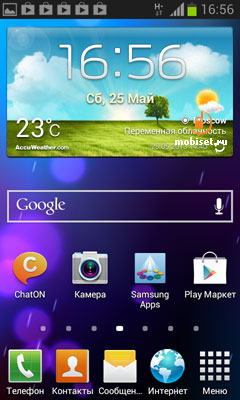 H+
16:56
16:56
Сб, 25 Май
23°C
Moscow
Переменная облачность
AccuWeather.com
mobiset.ru
Google
ChatON
Камера
Samsung Apps
Play Маркет
Телефон
Контакты
Сообщен...
Интернет
Меню